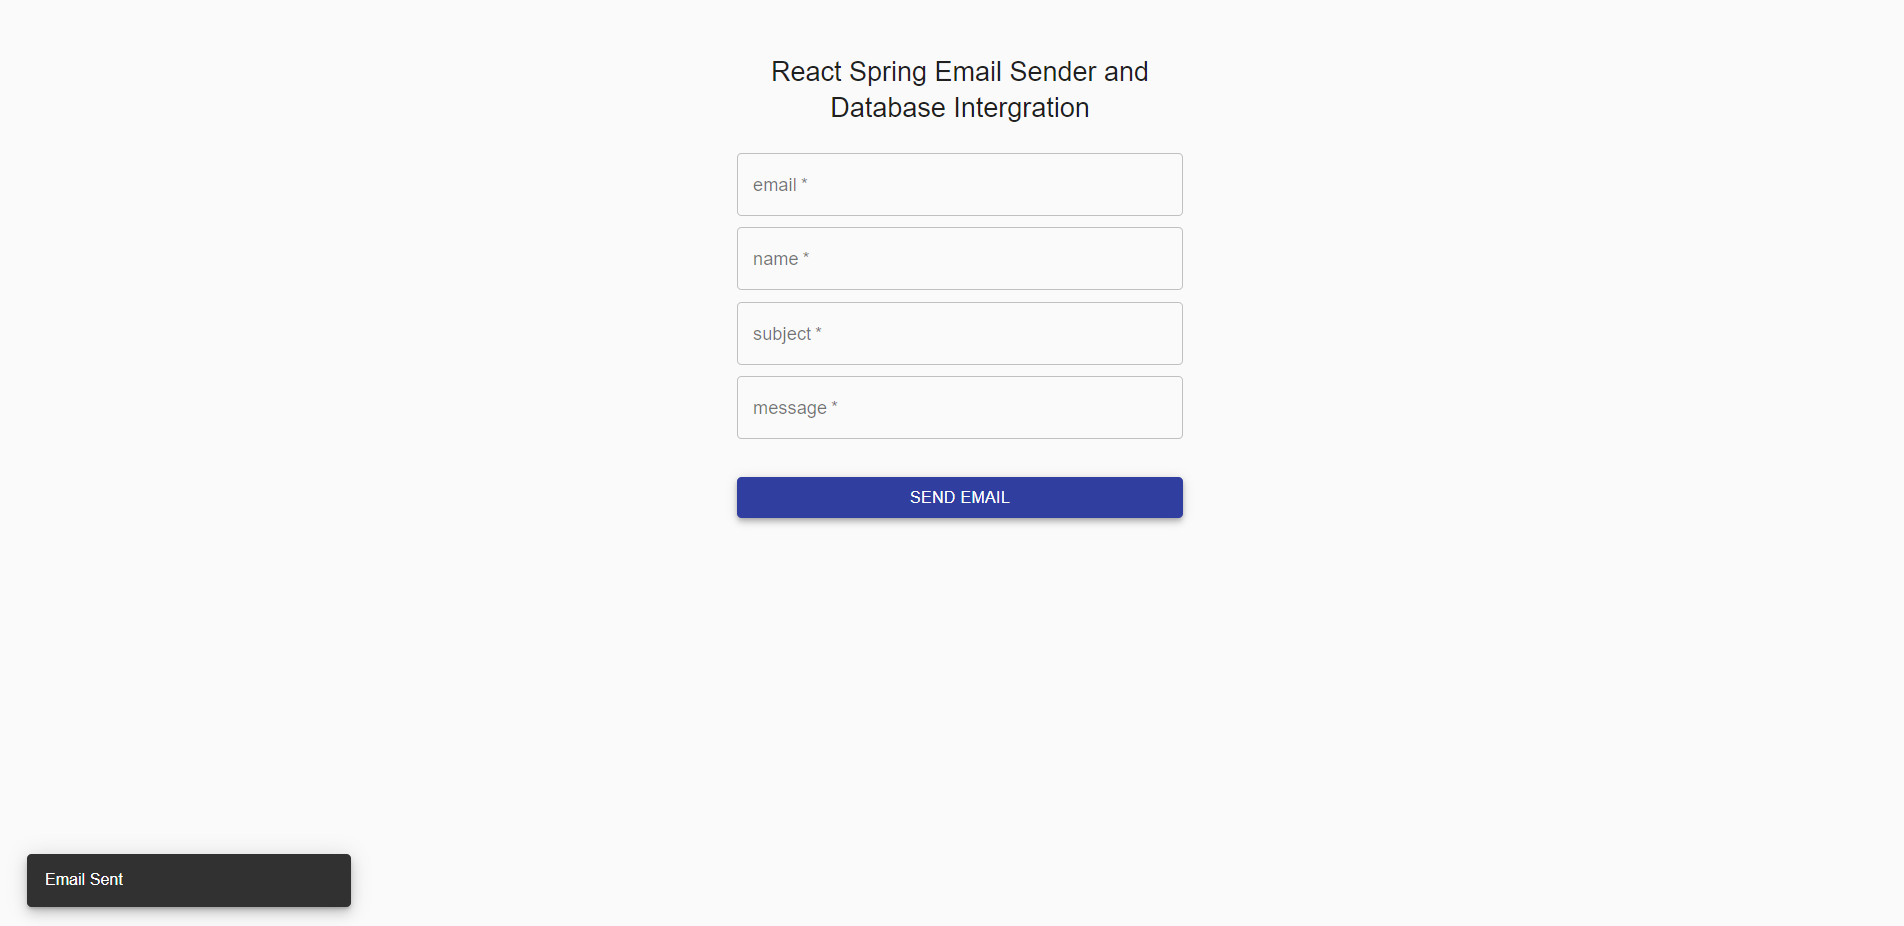 React Spring Email Sender and
Database Intergration
email *
name *
subject *
message *
SEND EMAIL
Email Sent